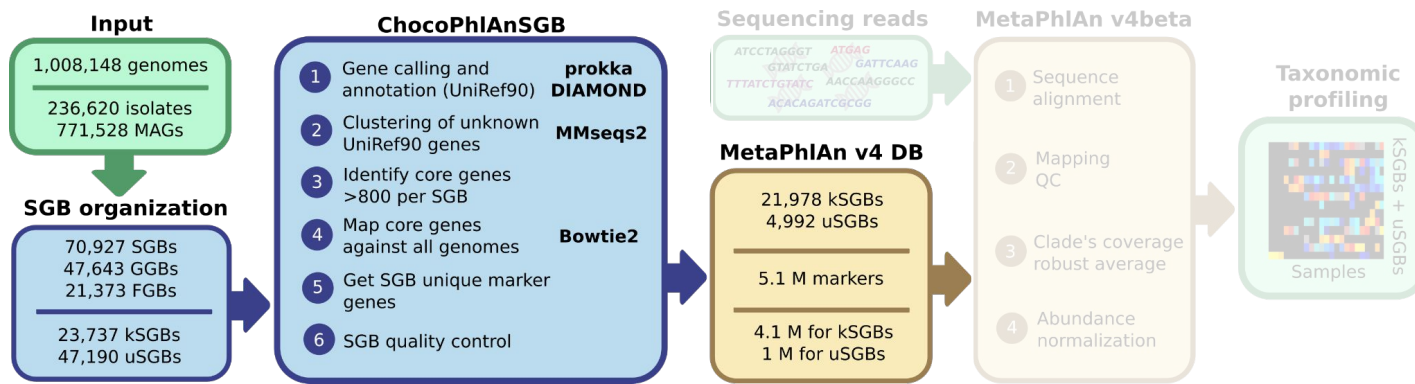 Input
1,008,148 genomes
236,620 isolates
771,528 MAGs
SGB organization
70,927 SGBs
47,643 GGBs
21,373 FGBs
23,737 kSGBs
47,190 uSGBs
ChocoPhlAnSGB
1 Gene calling and
annotation (UniRef90)
prokka
DIAMOND
2 Clustering of unknown
UniRef90 genes
MMseqs2
3 Identify core genes
>800 per SGB
4 Map core genes
against all genomes
Bowtie2
5 Get SGB unique marker
genes
6 SGB quality control
Sequencing reads
ATCCTAGGGT
ATGAG
GTATCTGA
GATTCAAG
TTTATCTGTATC
AACCAAGGGCC
ACACAGATCGCGG
MetaPhlAn v4 DB
21,978 kSGBs
4,992 uSGBs
5.1 M markers
4.1 M for kSGBs
1 M for uSGBs
MetaPhlAn v4beta
1 Sequence
alignment
2 Mapping
QC
3 Clade's coverage
robust average
4 Abundance
normalization
Taxonomic
profiling
kSGBs + uSGBs
Samples